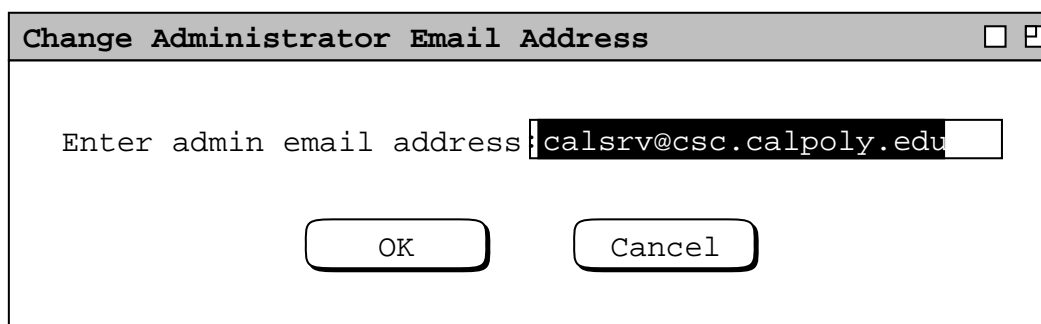 Change Administrator Email Address
Enter admin email address: calsrv@csc.calpoly.edu
OK Cancel